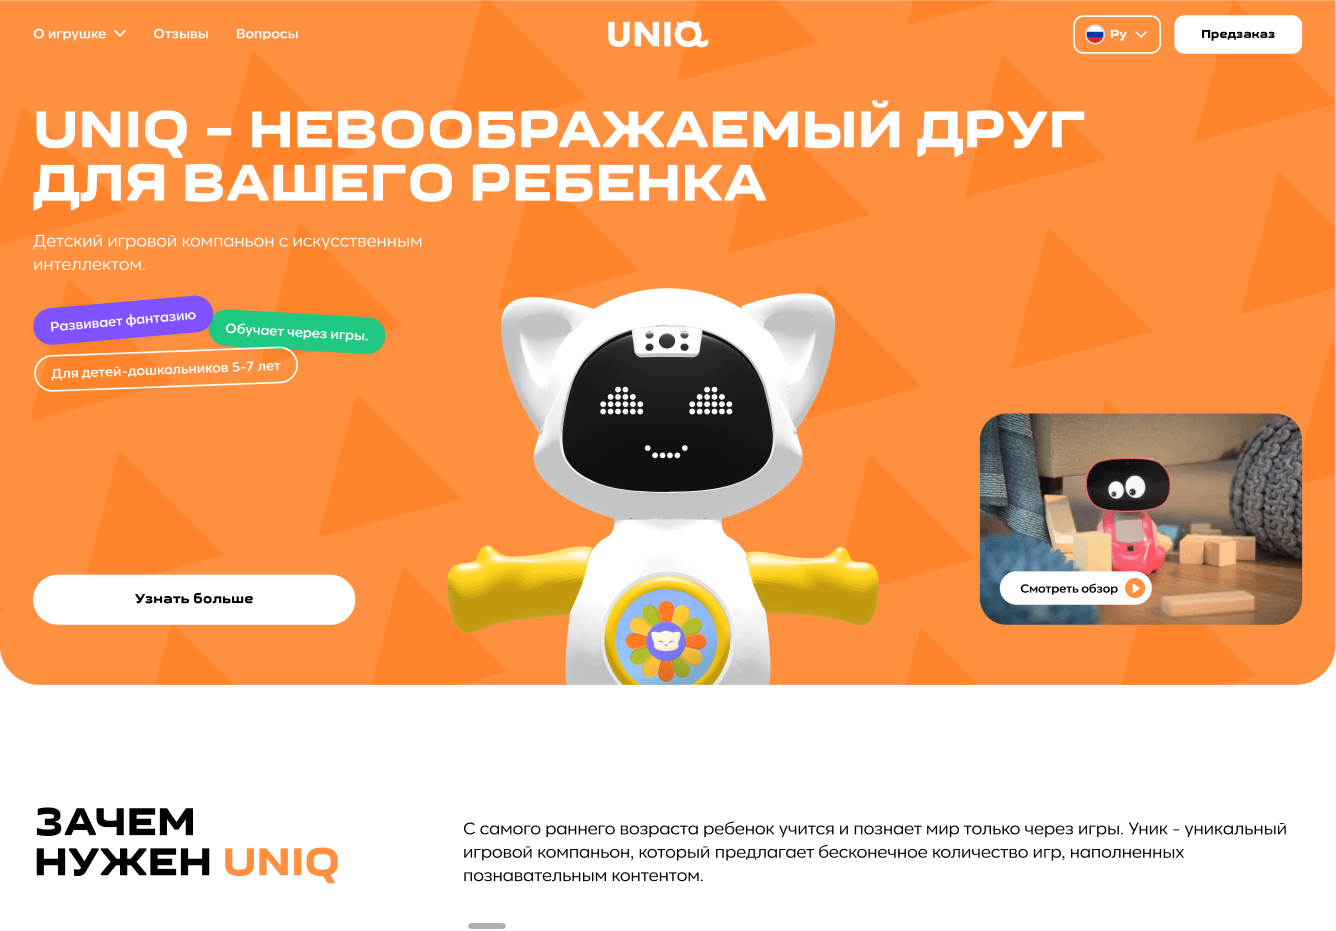 О игрушке
Отзывы
Вопросы
UNIQ
Ру
Предзаказ
UNIQ - НЕВООБРАЖАЕМЫЙ ДРУГ
ДЛЯ ВАШЕГО РЕБЕНКА
Детский игровой компаньон с искусственным
интеллектом.
Развивает фантазию
Обучает через игры.
Для детей-дошкольников 5-7 лет
Узнать больше
Смотреть обзор
ЗАЧЕМ
НУЖЕН UNIQ
С самого раннего возраста ребенок учится и познает мир только через игры. Уник - уникальный
игровой компаньон, который предлагает бесконечное количество игр, наполненных
познавательным контентом.